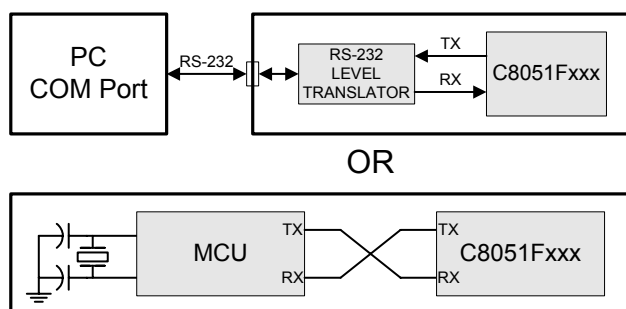 PC
COM Port
RS-232
RS-232
LEVEL
TRANSLATOR
TX
RX
C8051Fxxx
OR
MCU
TX
RX
TX
RX
C8051Fxxx